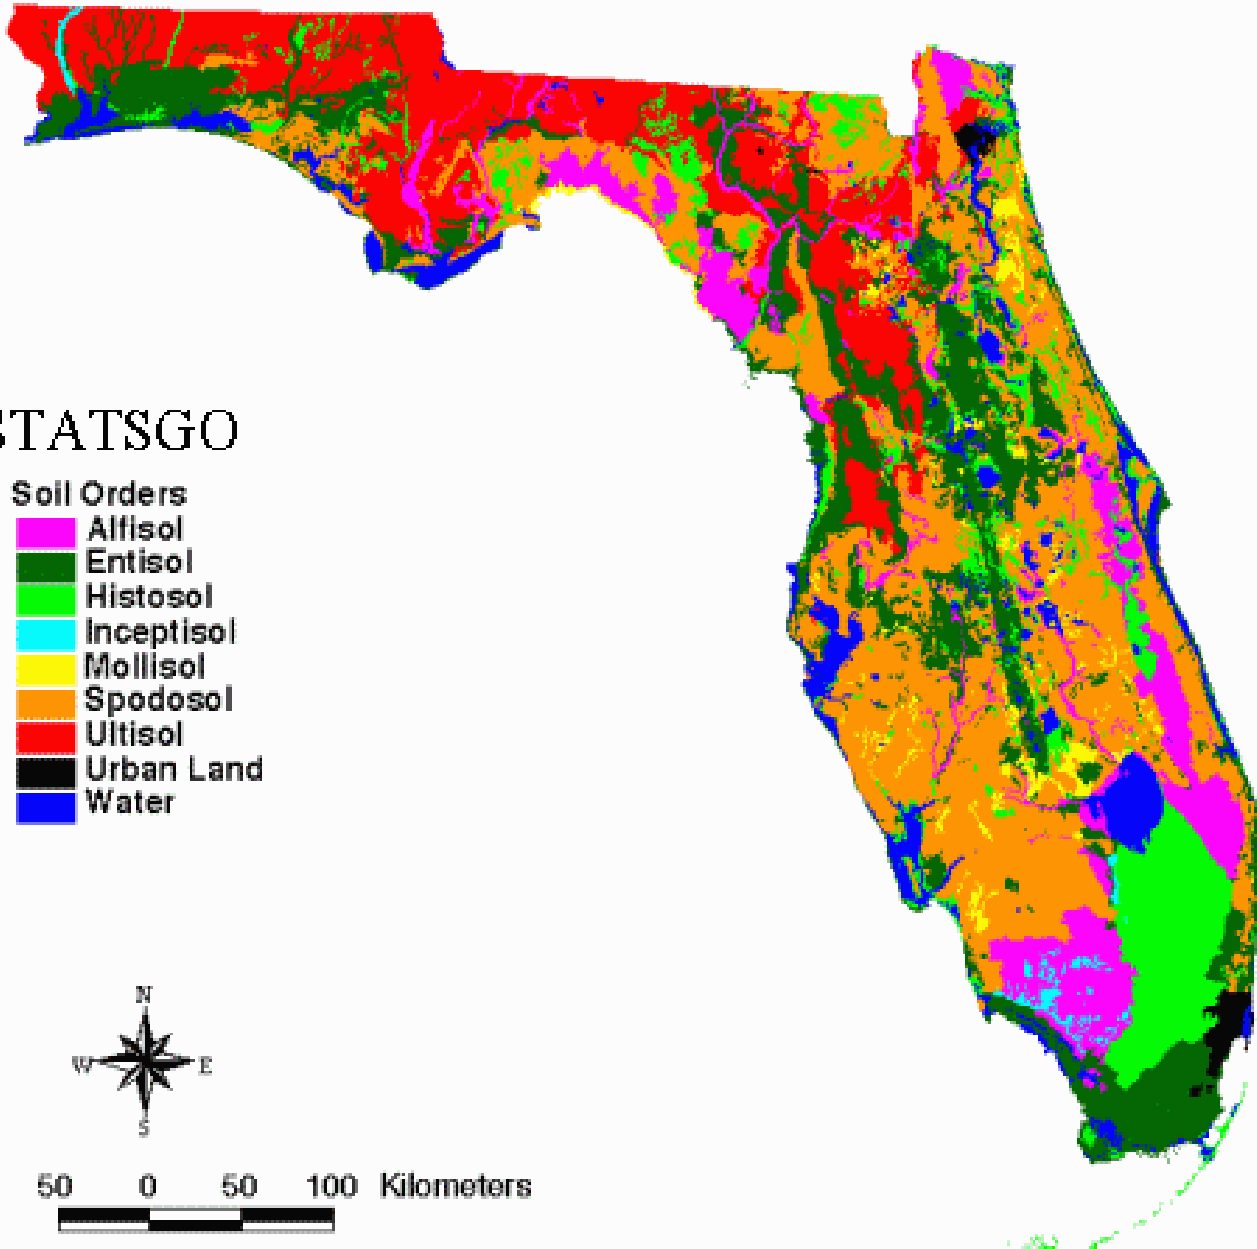 STATSGO
Soil Orders
Alfisol
Entisol
Histosol
Inceptisol
Mollisol
Spodosol
Ultisol
Urban Land
Water
N
W E
S
50 0 50 100 Kilometers